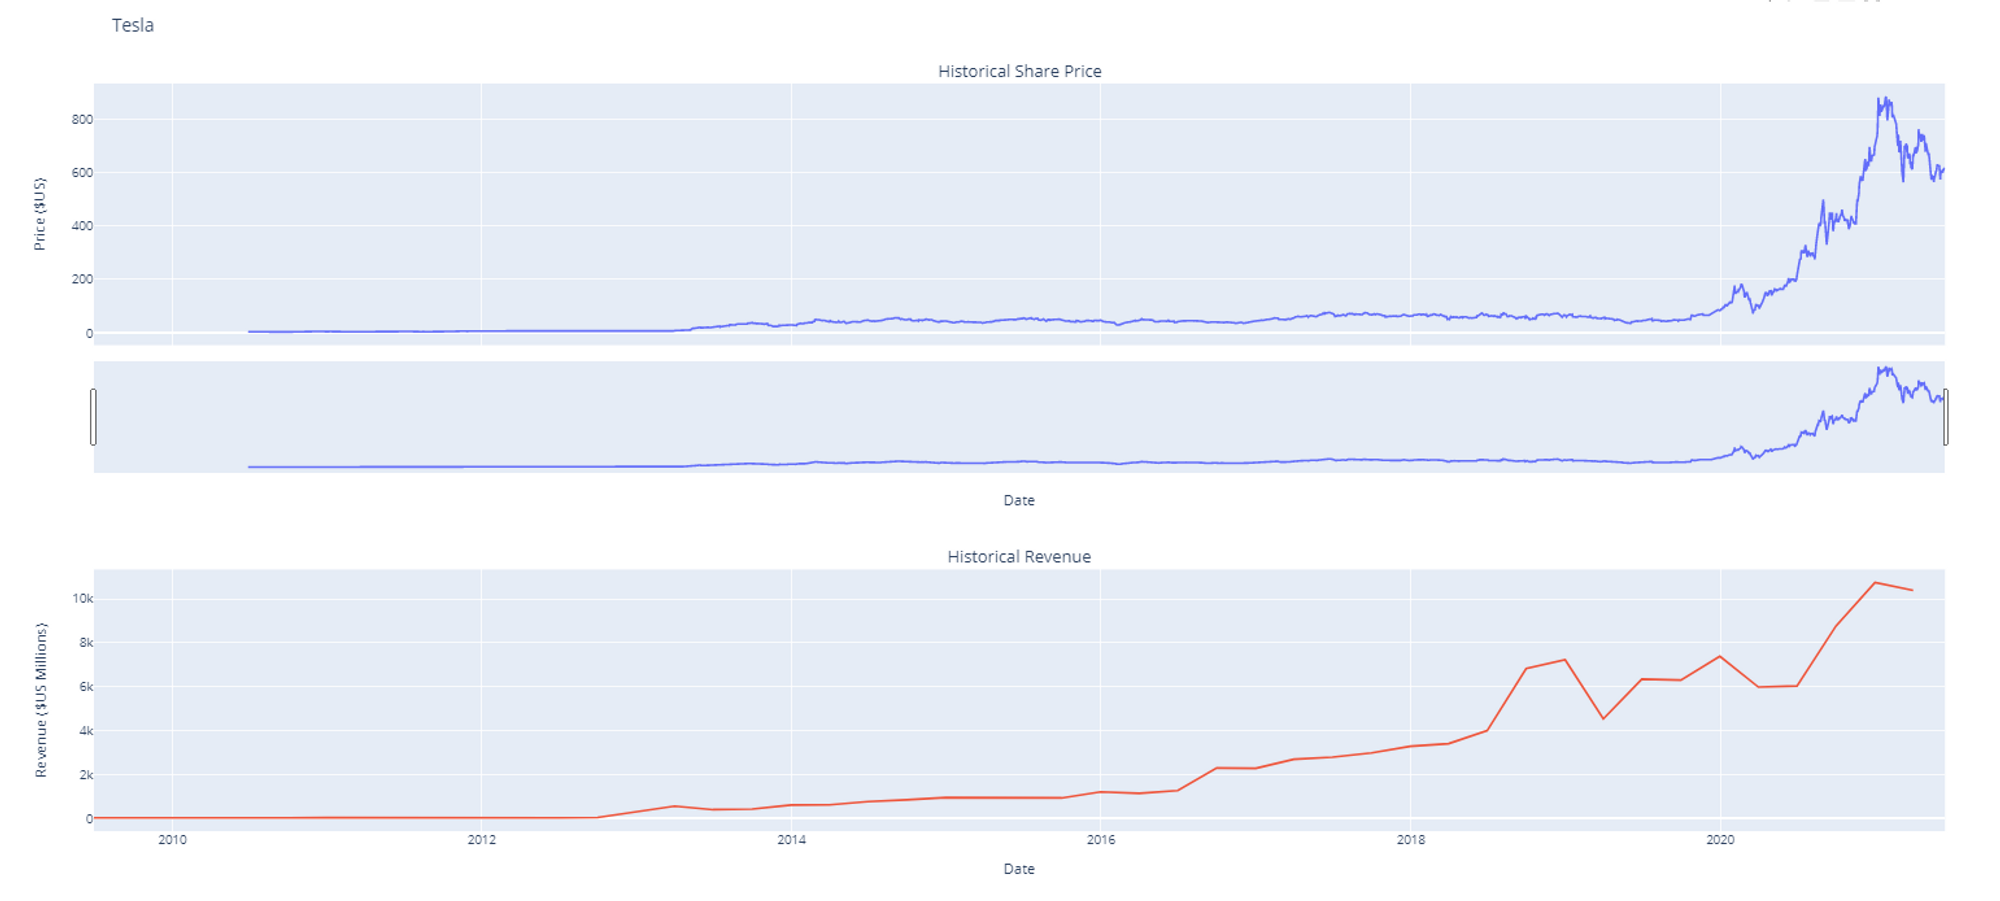 Tesla
Historical Share Price
800
600
400
200
0
Price ($US)
Date
Historical Revenue
10k
8k
6k
4k
2k
0
Revenue ($US Millions)
2010 2012 2014 2016 2018 2020
Date